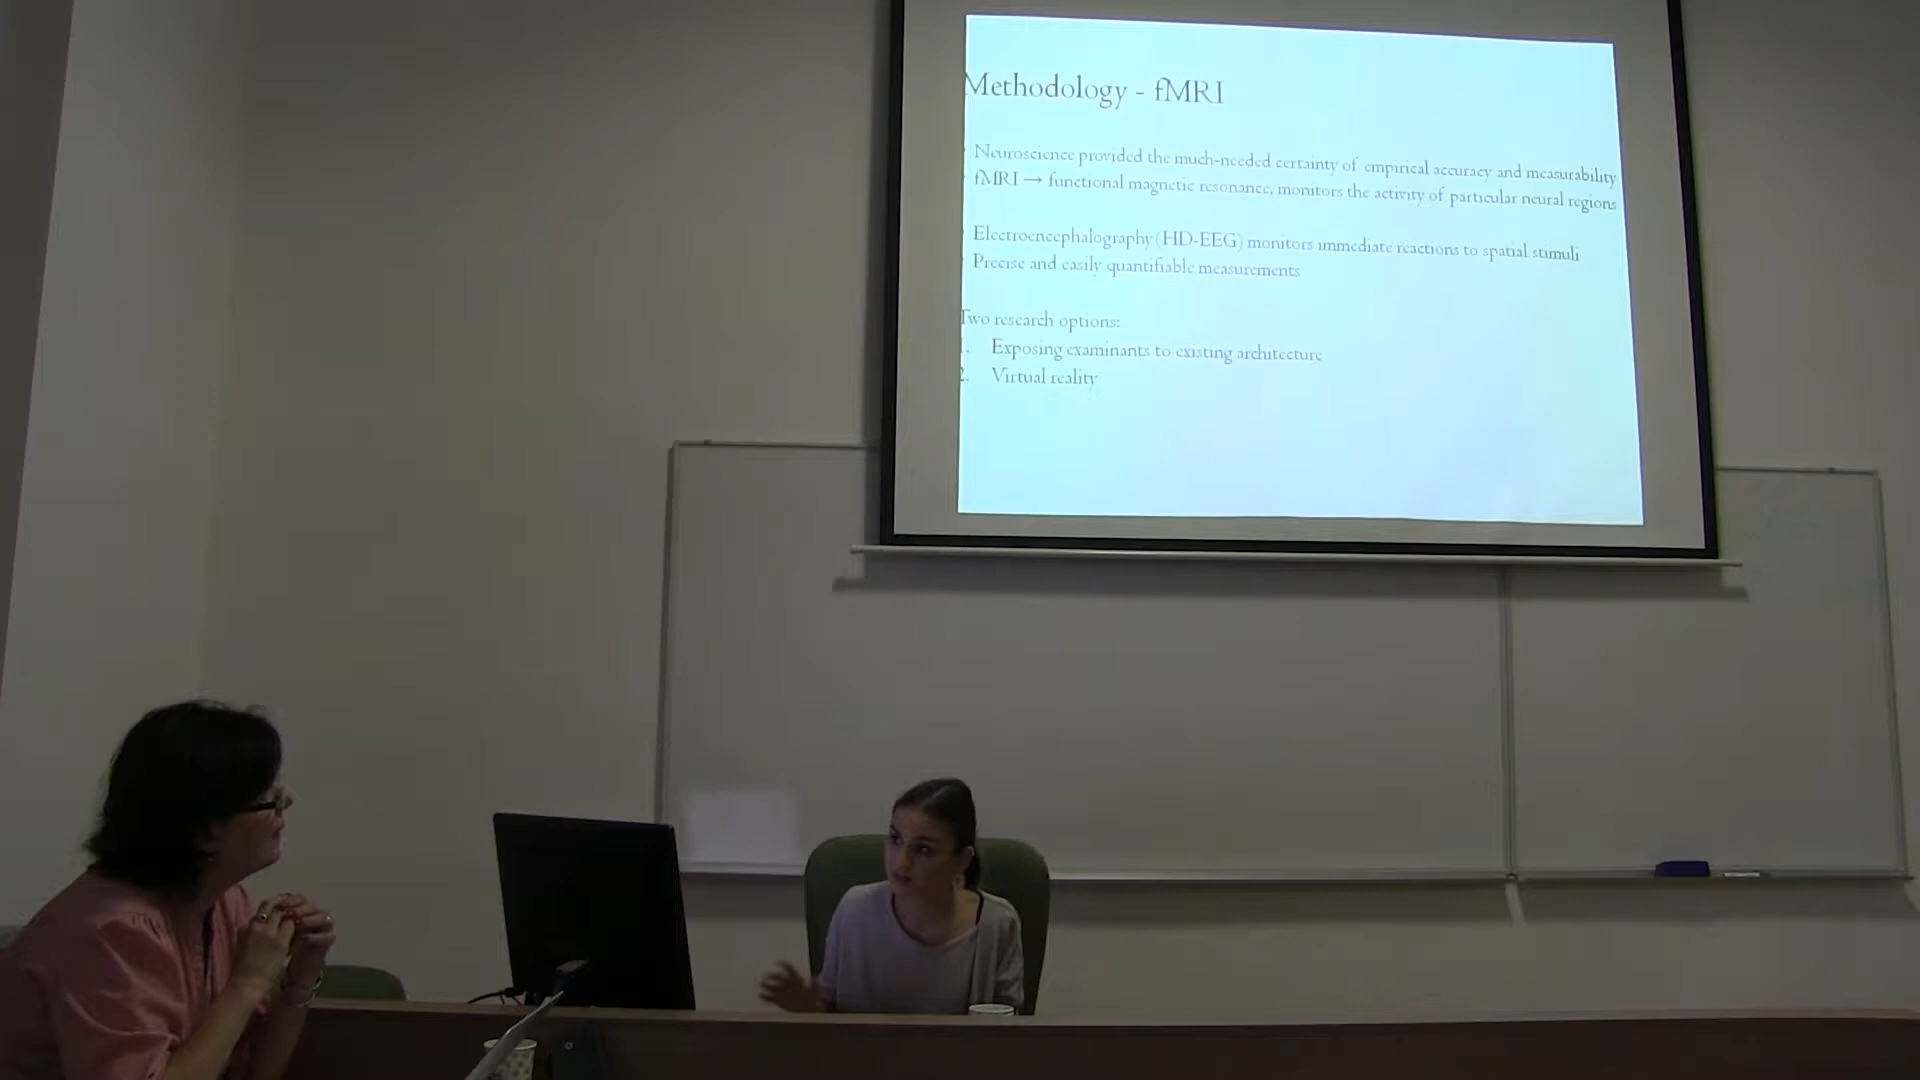 Methodology - fMRI
Neuroscience provided the much-needed certainty of empirical accuracy and measurability
fMRI → functional magnetic resonance, monitors the activity of particular neural regions
Electroencephalography (HD-EEG) monitors immediate reactions to spatial stimuli
Precise and easily quantifiable measurements
Two research options:
1. Exposing examinants to existing architecture
2. Virtual reality